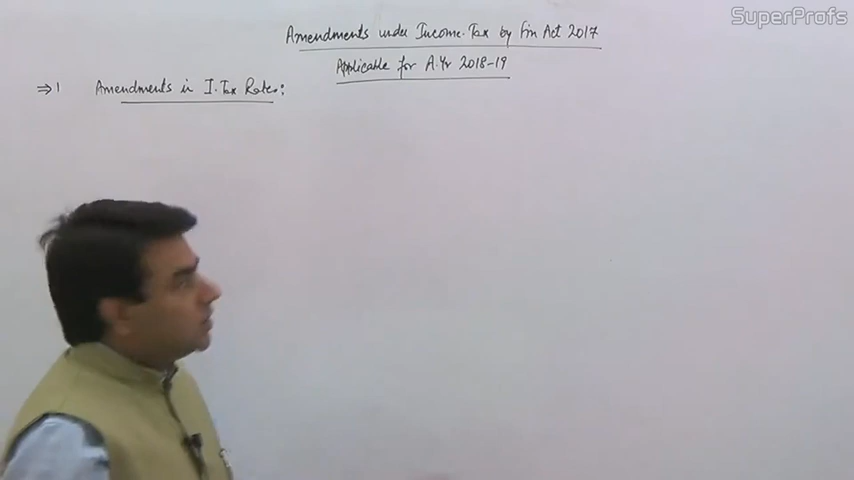 SuperProfs
Amendments under Income.Tax by Fin Act 2017
Applicable for A.Yr 2018-19
⇒ 1 Amendments in I.Tax Rates: